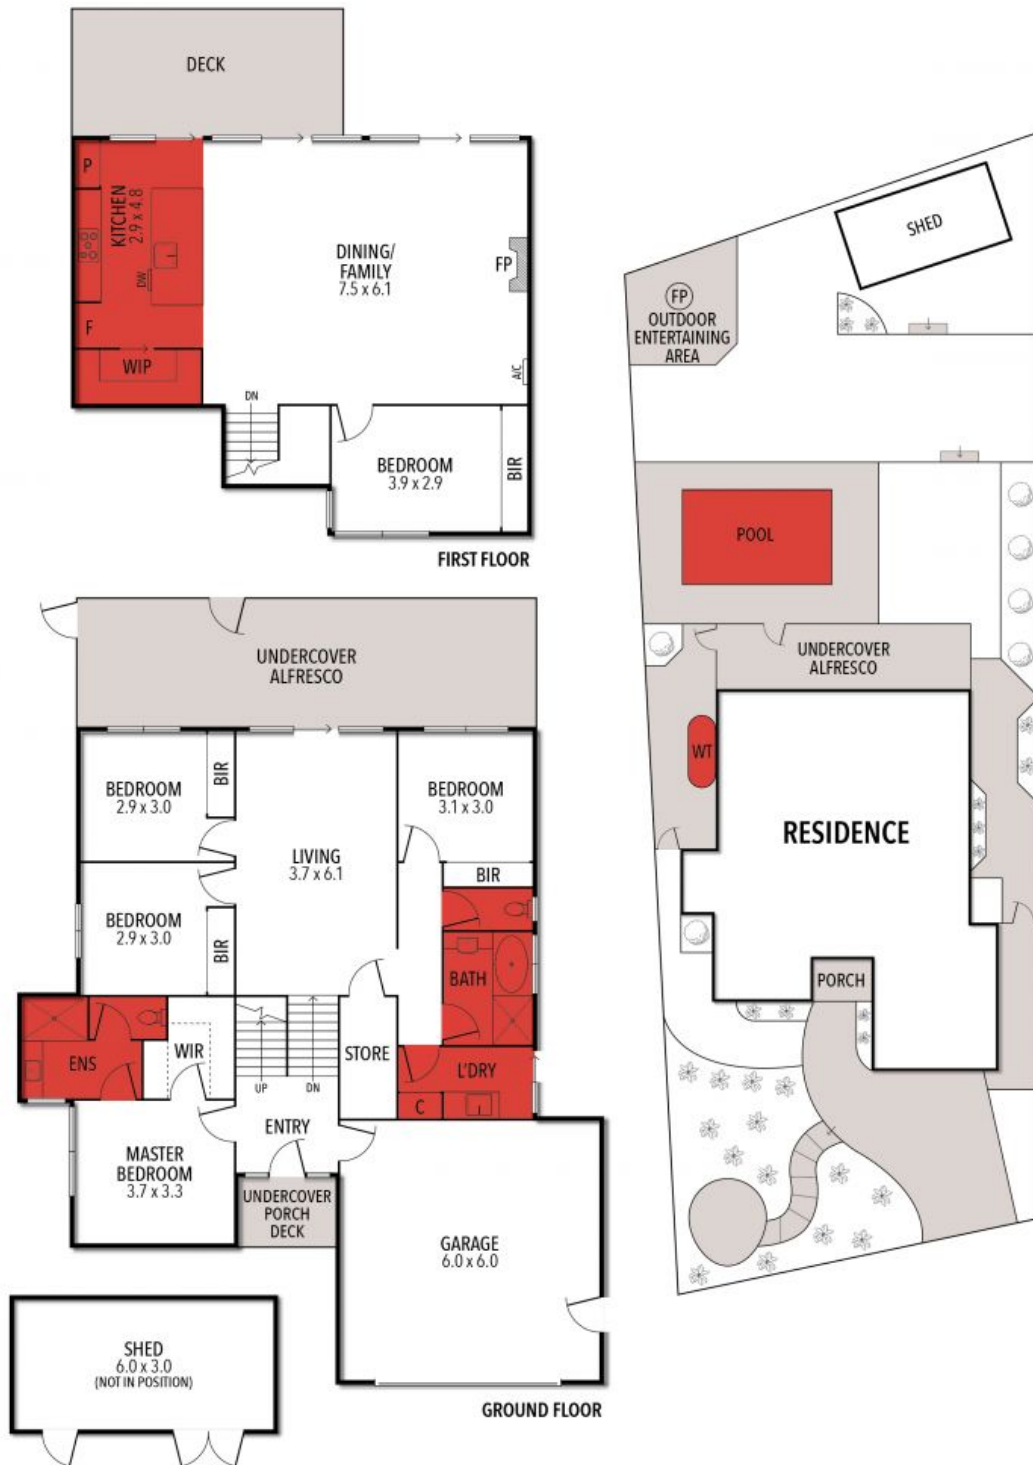 DECK
P
KITCHEN
2.9 x 4.8
DW
F
WIP
DINING/
FAMILY
7.5 x 6.1
FP
A/C
DN
BEDROOM
3.9 x 2.9
BIR
FIRST FLOOR
UNDERCOVER
ALFRESCO
BEDROOM
2.9 x 3.0
BIR
LIVING
3.7 x 6.1
BEDROOM
3.1 x 3.0
BIR
BEDROOM
2.9 x 3.0
BIR
BATH
ENS
WIR
UP
DN
STORE
L'DRY
C
ENTRY
MASTER
BEDROOM
3.7 x 3.3
UNDERCOVER
PORCH
DECK
GARAGE
6.0 x 6.0
SHED
6.0 x 3.0
(NOT IN POSITION)
GROUND FLOOR
SHED
FP
OUTDOOR
ENTERTAINING
AREA
POOL
UNDERCOVER
ALFRESCO
WT
RESIDENCE
PORCH